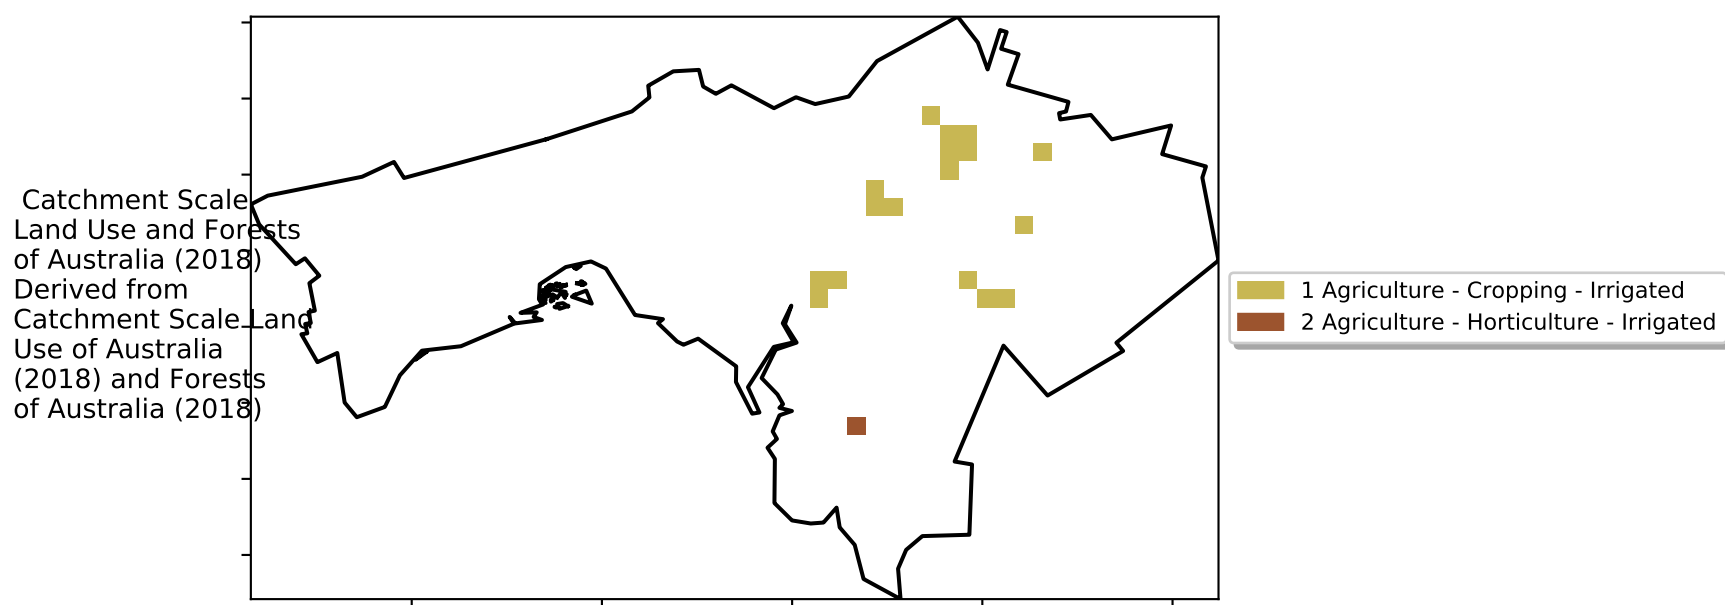 Catchment Scale
Land Use and Forests
of Australia (2018)
Derived from
Catchment Scale Land
Use of Australia
(2018) and Forests
of Australia (2018)
1 Agriculture - Cropping - Irrigated
2 Agriculture - Horticulture - Irrigated